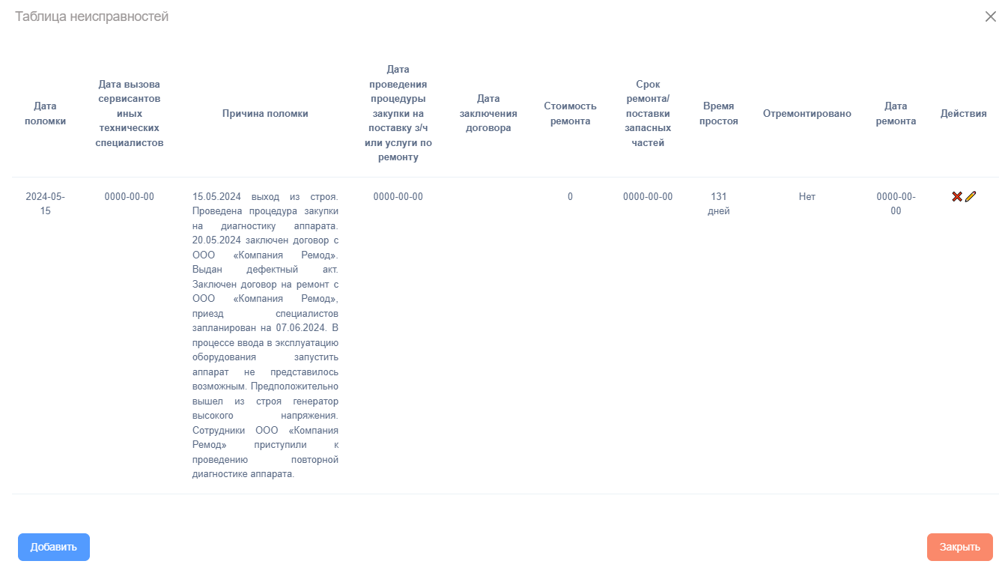 Таблица неисправностей
Дата
поломки
Дата вызова
сервисантов
иных
технических
специалистов
Причина поломки
Дата
проведения
процедуры
закупки на
поставку з/ч
или услуги по
ремонту
Дата
заключения
договора
Стоимость
ремонта
Срок
ремонта/
поставки
запасных
частей
Время
простоя
Отремонтировано
Дата
ремонта
Действия
2024-05-
15
0000-00-00
15.05.2024 выход из строя.
Проведена процедура закупки
на диагностику аппарата.
20.05.2024 заключен договор с
ООО «Компания Ремод».
Выдан дефектный акт.
Заключен договор на ремонт с
ООО «Компания Ремод»,
приезд специалистов
запланирован на 07.06.2024. В
процессе ввода в эксплуатацию
оборудования запустить
аппарат не представилось
возможным. Предположительно
вышел из строя генератор
высокого напряжения.
Сотрудники ООО «Компания
Ремод» приступили к
проведению повторной
диагностике аппарата.
0000-00-00
0
0000-00-00
131
дней
Нет
0000-00-
00
Добавить
Закрыть